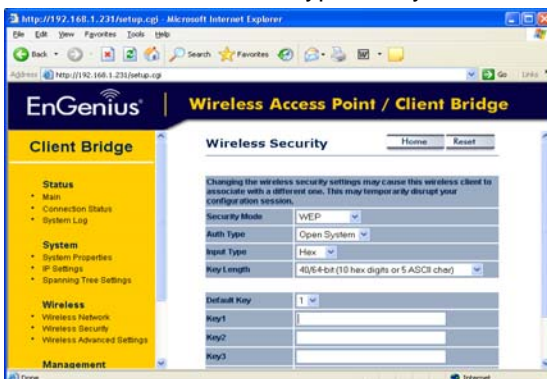 http://192.168.1.231/setup.cgi - Microsoft Internet Explorer
File Edit View Favorites Tools Help
Back Search Favorites
Address http://192.168.1.231/setup.cgi Go Links
EnGenius® Wireless Access Point / Client Bridge
Client Bridge
Status
Main
Connection Status
System Log
System
System Properties
IP Settings
Spanning Tree Settings
Wireless
Wireless Network
Wireless Security
Wireless Advanced Settings
Management
Wireless Security Home Reset
Changing the wireless security settings may cause this wireless client to
associate with a different one. This may temporarily disrupt your
configuration session.
Security Mode WEP
Auth Type Open System
Input Type Hex
Key Length 40/64-bit (10 hex digits or 5 ASCII char)
Default Key 1
Key1
Key2
Key3
Done Internet